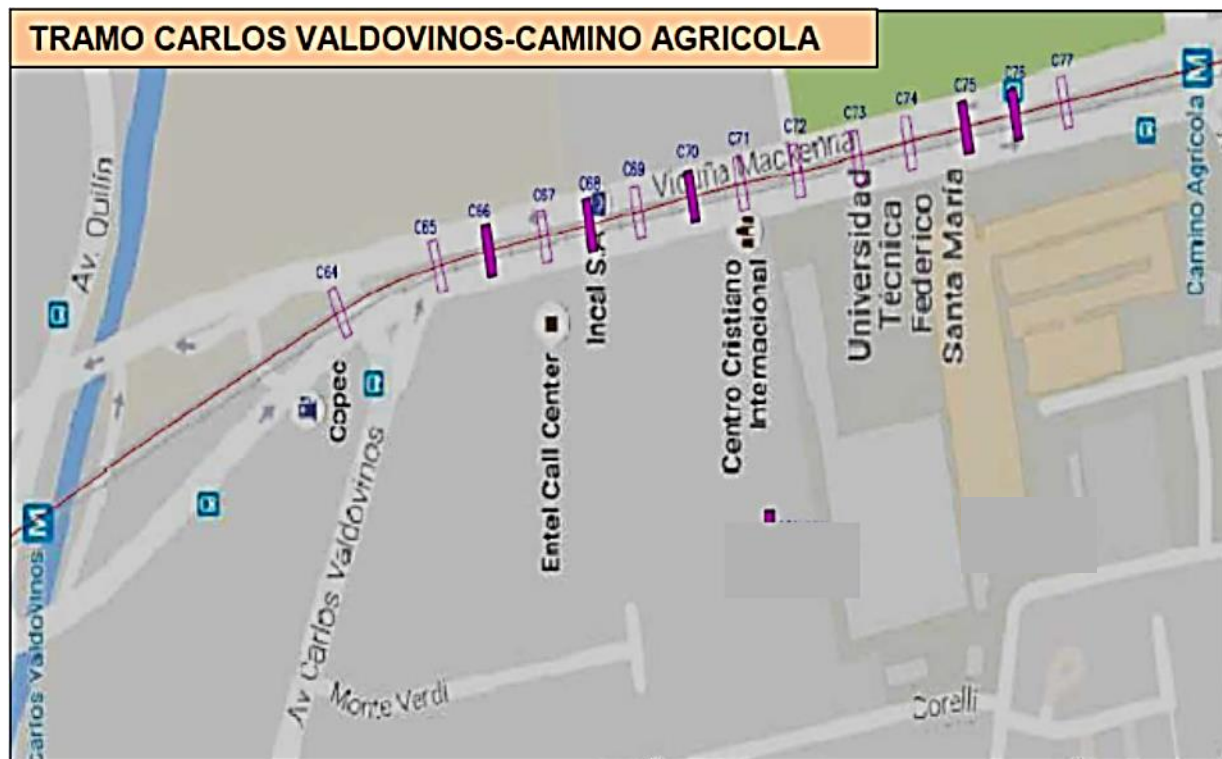 TRAMO CARLOS VALDOVINOS-CAMINO AGRICOLA
C77
C76
C75
C74
C73
C72
C71
C70
C69
C68
C67
C66
C65
C64
M
Camino Agrícola
Vicuña Mackenna
Av. Quilín
Universidad
Técnica
Federico
Santa María
Centro Cristiano
Internacional
Incal S.A
Entel Call Center
Copec
M
Carlos Valdovinos
Av Carlos Valdovinos
Monte Verdi
Corelli